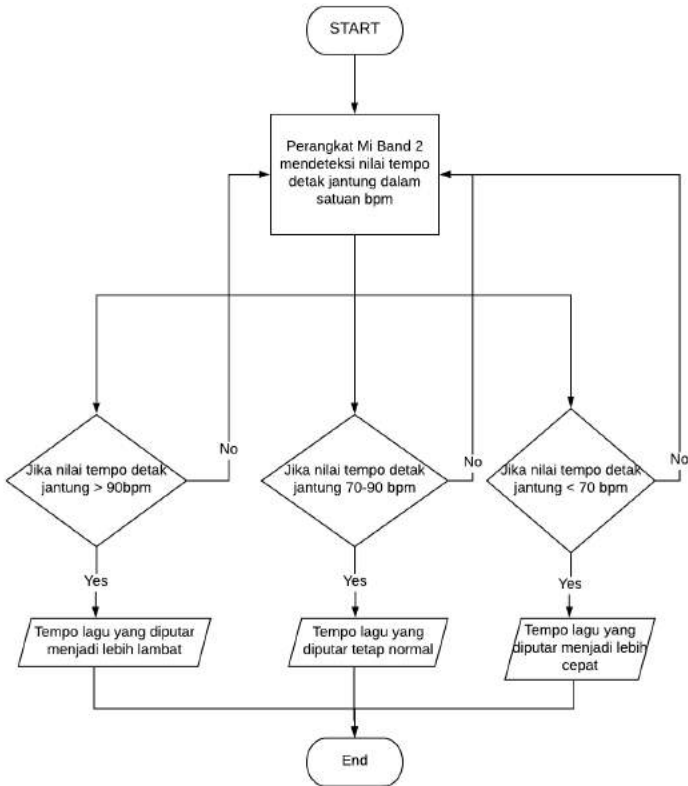 START
Perangkat Mi Band 2
mendeteksi nilai tempo
detak jantung dalam
satuan bpm
No
No
No
Jika nilai tempo detak
jantung > 90bpm
Jika nilai tempo detak
jantung 70-90 bpm
Jika nilai tempo detak
jantung < 70 bpm
Yes
Yes
Yes
Tempo lagu yang diputar
menjadi lebih lambat
Tempo lagu yang
diputar tetap normal
Tempo lagu yang
diputar menjadi lebih
cepat
End